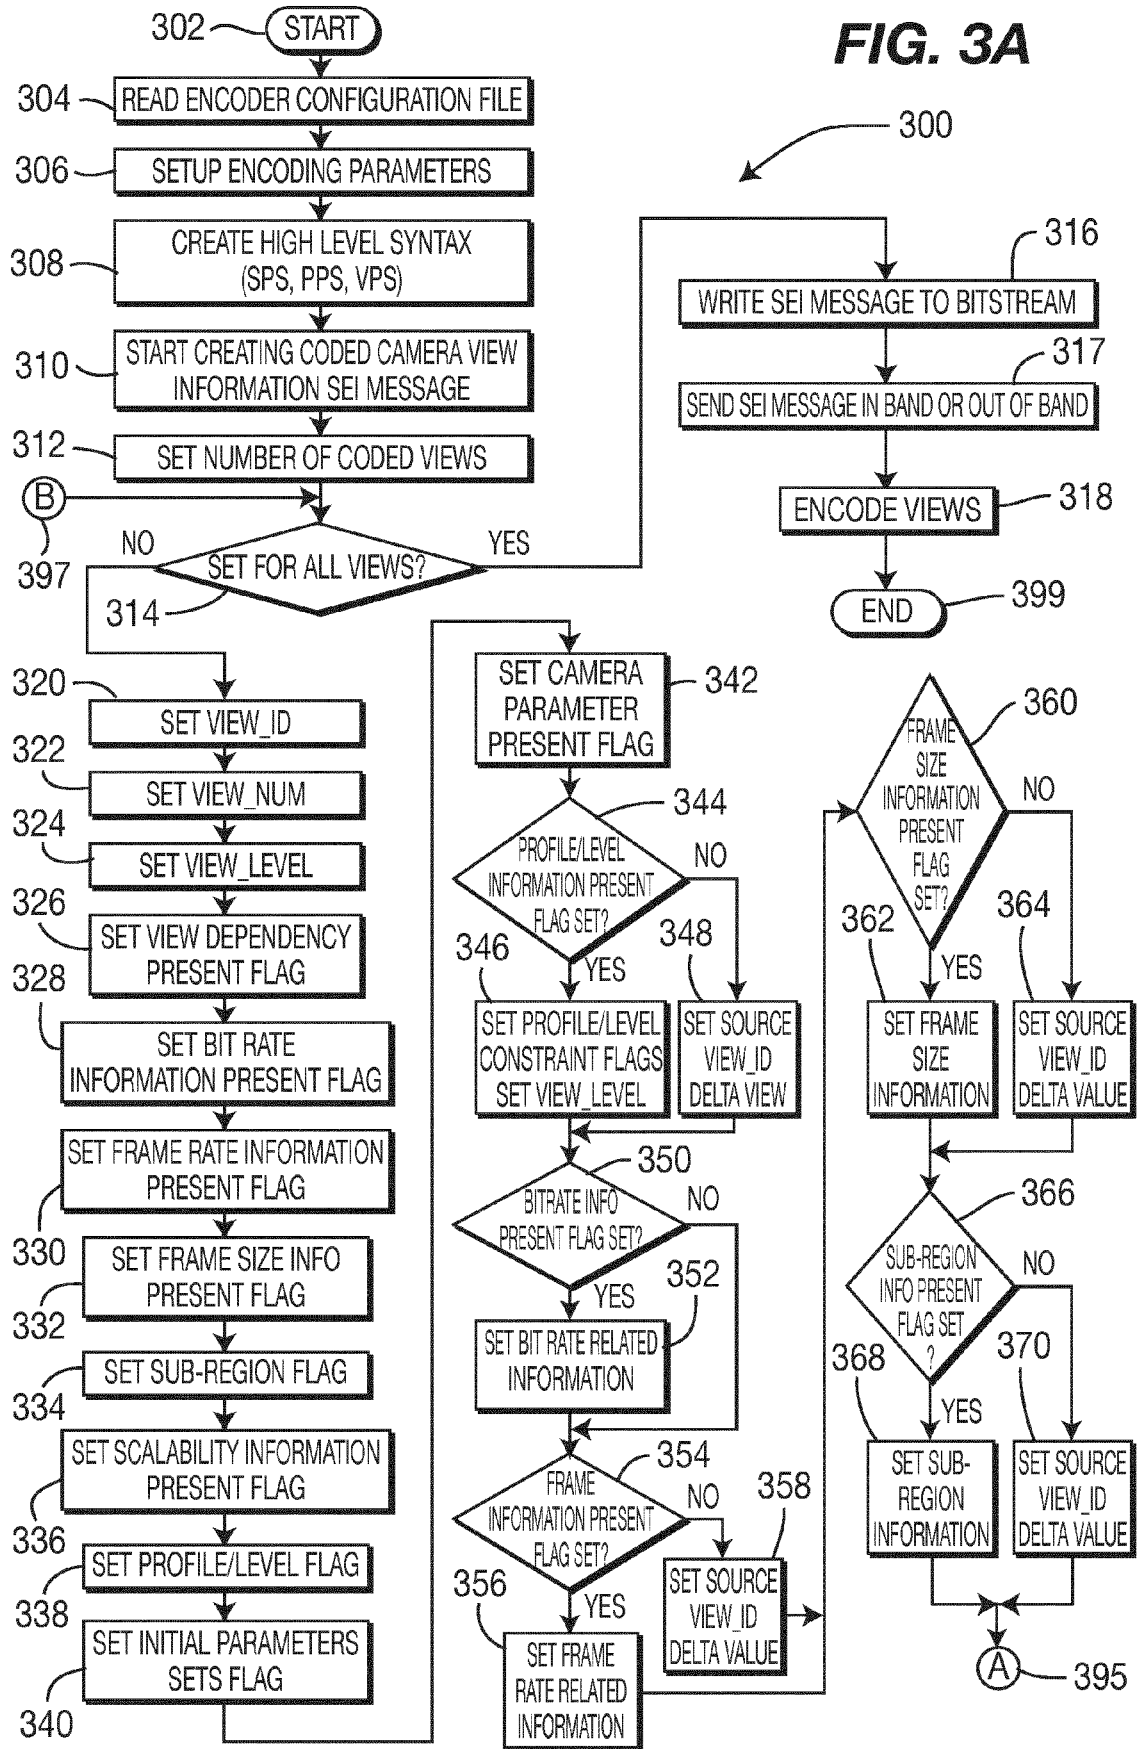 FIG. 3A
300
302
START
304
READ ENCODER CONFIGURATION FILE
306
SETUP ENCODING PARAMETERS
308
CREATE HIGH LEVEL SYNTAX
(SPS, PPS, VPS)
310
START CREATING CODED CAMERA VIEW
INFORMATION SEI MESSAGE
312
SET NUMBER OF CODED VIEWS
B
397
NO
SET FOR ALL VIEWS?
YES
314
316
WRITE SEI MESSAGE TO BITSTREAM
317
SEND SEI MESSAGE IN BAND OR OUT OF BAND
318
ENCODE VIEWS
399
END
320
SET VIEW_ID
322
SET VIEW_NUM
324
SET VIEW_LEVEL
326
SET VIEW DEPENDENCY
PRESENT FLAG
328
SET BIT RATE
INFORMATION PRESENT FLAG
SET FRAME RATE INFORMATION
PRESENT FLAG
330
SET FRAME SIZE INFO
PRESENT FLAG
332
SET SUB-REGION FLAG
334
SET SCALABILITY INFORMATION
PRESENT FLAG
336
SET PROFILE/LEVEL FLAG
338
SET INITIAL PARAMETERS
SETS FLAG
340
SET CAMERA
PARAMETER
PRESENT FLAG
342
344
PROFILE/LEVEL
INFORMATION PRESENT
FLAG SET?
NO
YES
346
SET PROFILE/LEVEL
CONSTRAINT FLAGS
SET VIEW_LEVEL
348
SET SOURCE
VIEW_ID
DELTA VIEW
350
BITRATE INFO
PRESENT FLAG SET?
NO
YES
352
SET BIT RATE RELATED
INFORMATION
354
FRAME
INFORMATION PRESENT
FLAG SET?
NO
YES
356
SET FRAME
RATE RELATED
INFORMATION
358
SET SOURCE
VIEW_ID
DELTA VALUE
360
FRAME
SIZE
INFORMATION
PRESENT
FLAG
SET?
NO
YES
362
SET FRAME
SIZE
INFORMATION
364
SET SOURCE
VIEW_ID
DELTA VALUE
366
SUB-REGION
INFO PRESENT
FLAG SET
?
NO
YES
368
SET SUB-
REGION
INFORMATION
370
SET SOURCE
VIEW_ID
DELTA VALUE
A
395